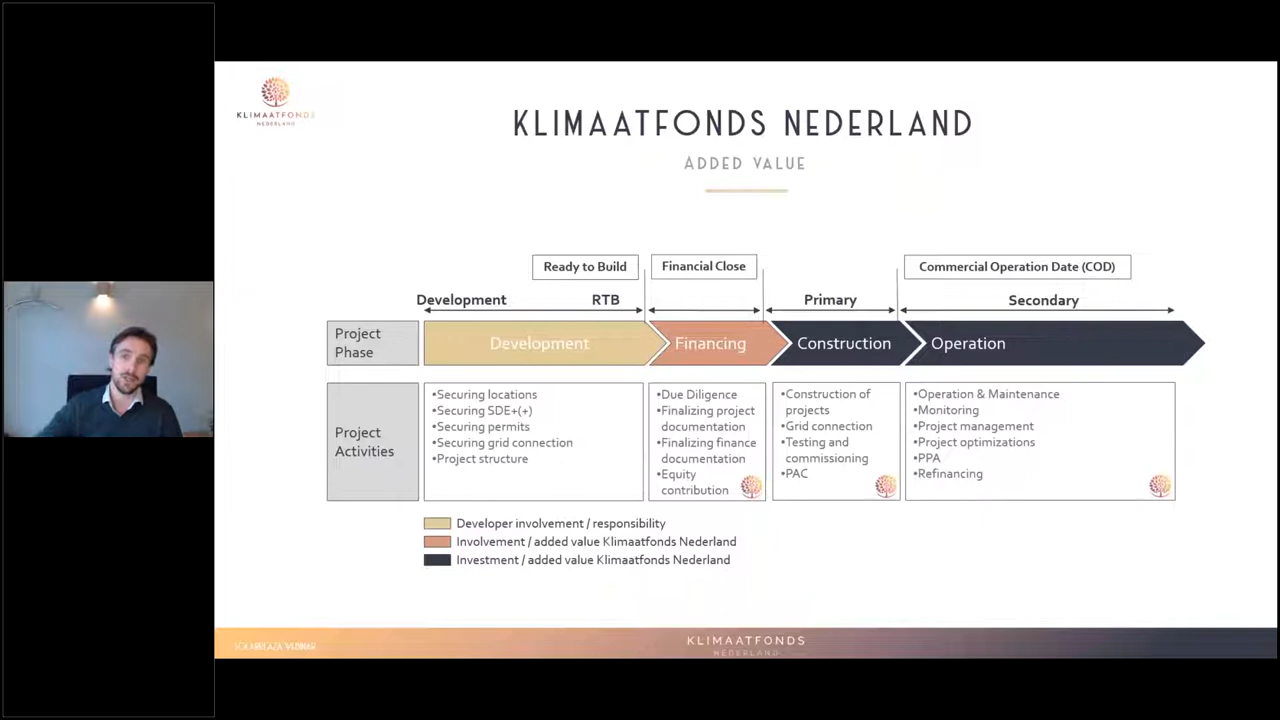 KLIMAATFONDS
NEDERLAND
KLIMAATFONDS NEDERLAND
ADDED VALUE
Ready to Build
Financial Close
Commercial Operation Date (COD)
Development
RTB
Primary
Secondary
Project
Phase
Development
Financing
Construction
Operation
Project
Activities
•Securing locations
•Securing SDE+(+)
•Securing permits
•Securing grid connection
•Project structure
•Due Diligence
•Finalizing project
documentation
•Finalizing finance
documentation
•Equity
contribution
•Construction of
projects
•Grid connection
•Testing and
commissioning
•PAC
•Operation & Maintenance
•Monitoring
•Project management
•Project optimizations
•PPA
•Refinancing
Developer involvement / responsibility
Involvement / added value Klimaatfonds Nederland
Investment / added value Klimaatfonds Nederland
WEBINAR
KLIMAATFONDS
NEDERLAND